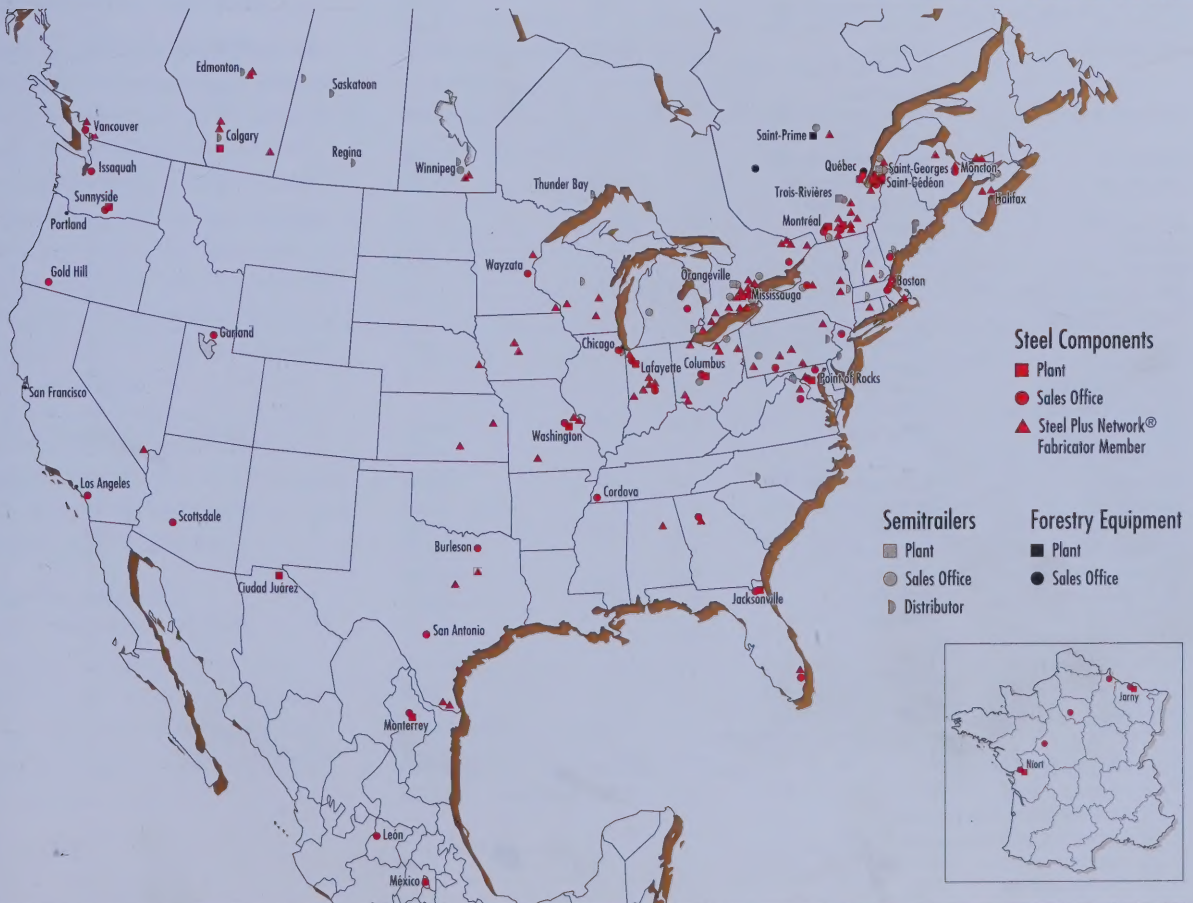 Edmonton
Saskatoon
Vancouver
Calgary
Saint-Prime
Issaquah
Regina
Winnipeg
Québec
Saint-Georges
Moncton
Saint-Gédéon
Sunnyside
Thunder Bay
Trois-Rivières
Halifax
Portland
Montréal
Gold Hill
Wayzata
Orangeville
Boston
Mississauga
Garland
Chicago
Lafayette
Columbus
Point of Rocks
San Francisco
Washington
Los Angeles
Cordova
Scottsdale
Burleson
Ciudad Juárez
Jacksonville
San Antonio
Monterrey
León
México
Steel Components
Plant
Sales Office
Steel Plus Network®
Fabricator Member
Semitrailers
Plant
Sales Office
Distributor
Forestry Equipment
Plant
Sales Office
Jarny
Niort